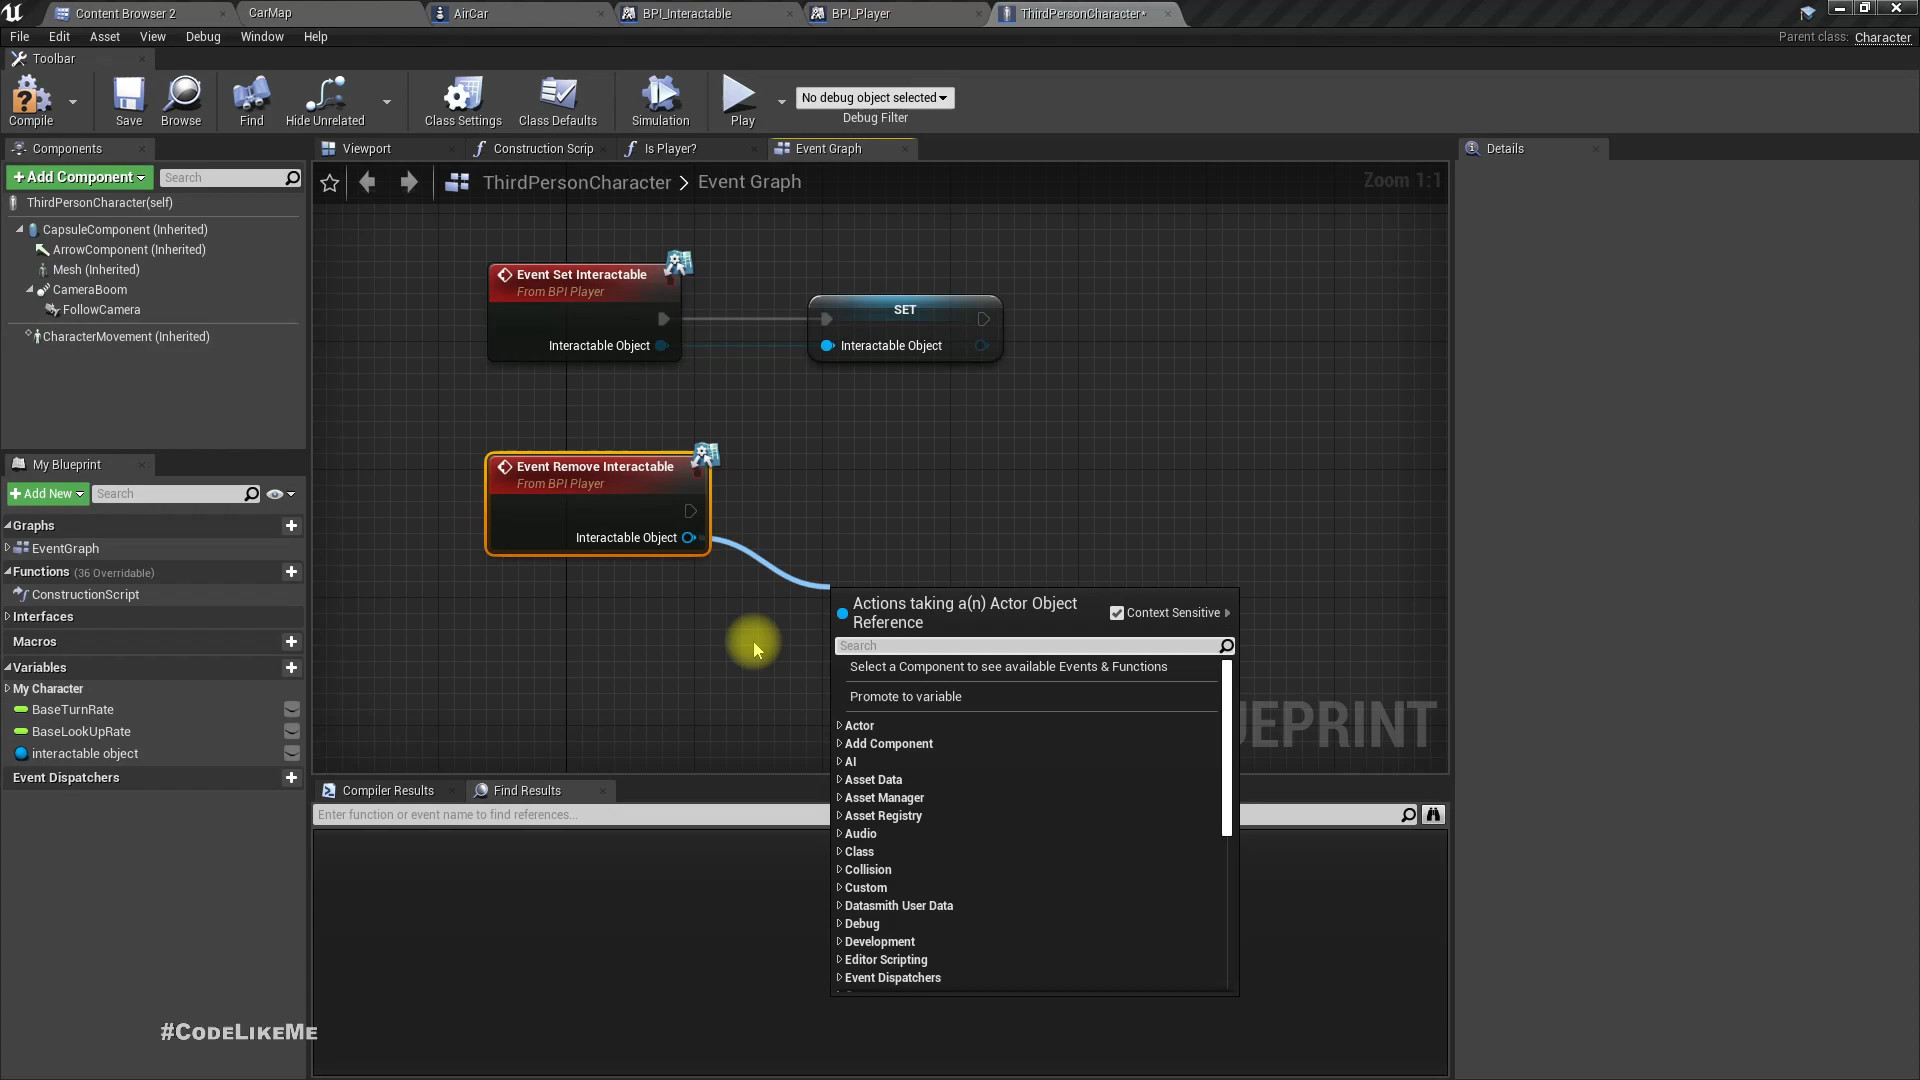 Content Browser 2
CarMap
AirCar
BPI_Interactable
BPI_Player
ThirdPersonCharacter*
File Edit Asset View Debug Window Help
Parent class: Character
Toolbar
Compile
Save
Browse
Find
Hide Unrelated
Class Settings
Class Defaults
Simulation
Play
No debug object selected
Debug Filter
Components
+Add Component
Search
ThirdPersonCharacter(self)
CapsuleComponent (Inherited)
ArrowComponent (Inherited)
Mesh (Inherited)
CameraBoom
FollowCamera
CharacterMovement (Inherited)
My Blueprint
+Add New
Search
Graphs
EventGraph
Functions (36 Overridable)
ConstructionScript
Interfaces
Macros
Variables
My Character
BaseTurnRate
BaseLookUpRate
interactable object
Event Dispatchers
Viewport
Construction Scrip
Is Player?
Event Graph
ThirdPersonCharacter > Event Graph
Zoom 1:1
Event Set Interactable
From BPI Player
Interactable Object
SET
Interactable Object
Event Remove Interactable
From BPI Player
Interactable Object
Actions taking a(n) Actor Object
Reference
Context Sensitive
Search
Select a Component to see available Events & Functions
Promote to variable
Actor
Add Component
AI
Asset Data
Asset Manager
Asset Registry
Audio
Class
Collision
Custom
Datasmith User Data
Debug
Development
Editor Scripting
Event Dispatchers
UEPRINT
Compiler Results
Find Results
Enter function or event name to find references...
Details
#CodeLikeMe